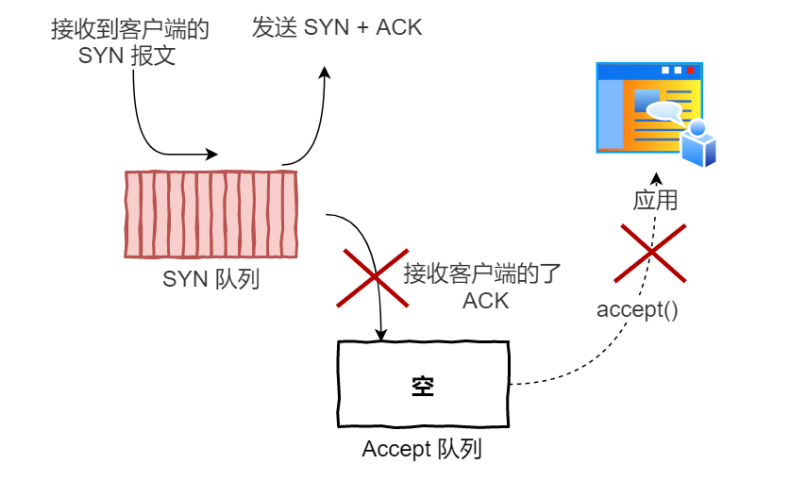 接收到客户端的
SYN 报文
发送 SYN + ACK
SYN 队列
接收客户端的了
ACK
空
Accept 队列
应用
accept()